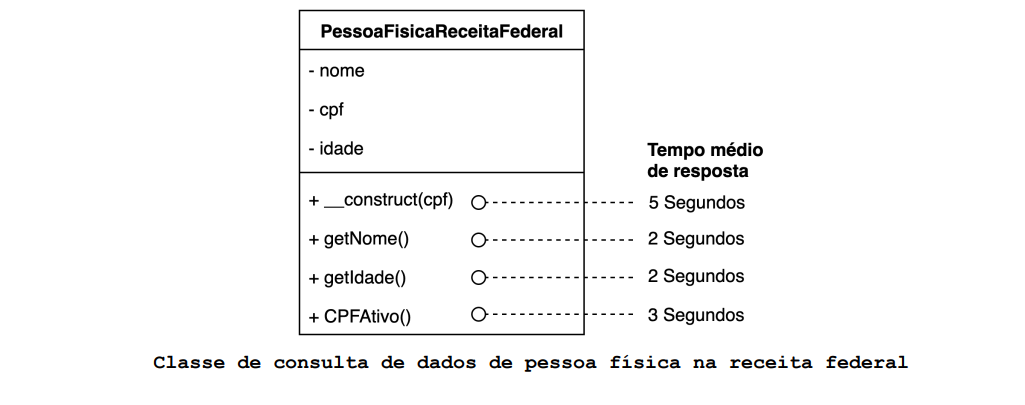 PessoaFisicaReceitaFederal
- nome
- cpf
- idade
Tempo médio
de resposta
+ __construct(cpf) 5 Segundos
+ getNome() 2 Segundos
+ getIdade() 2 Segundos
+ CPFAtivo() 3 Segundos
Classe de consulta de dados de pessoa física na receita federal